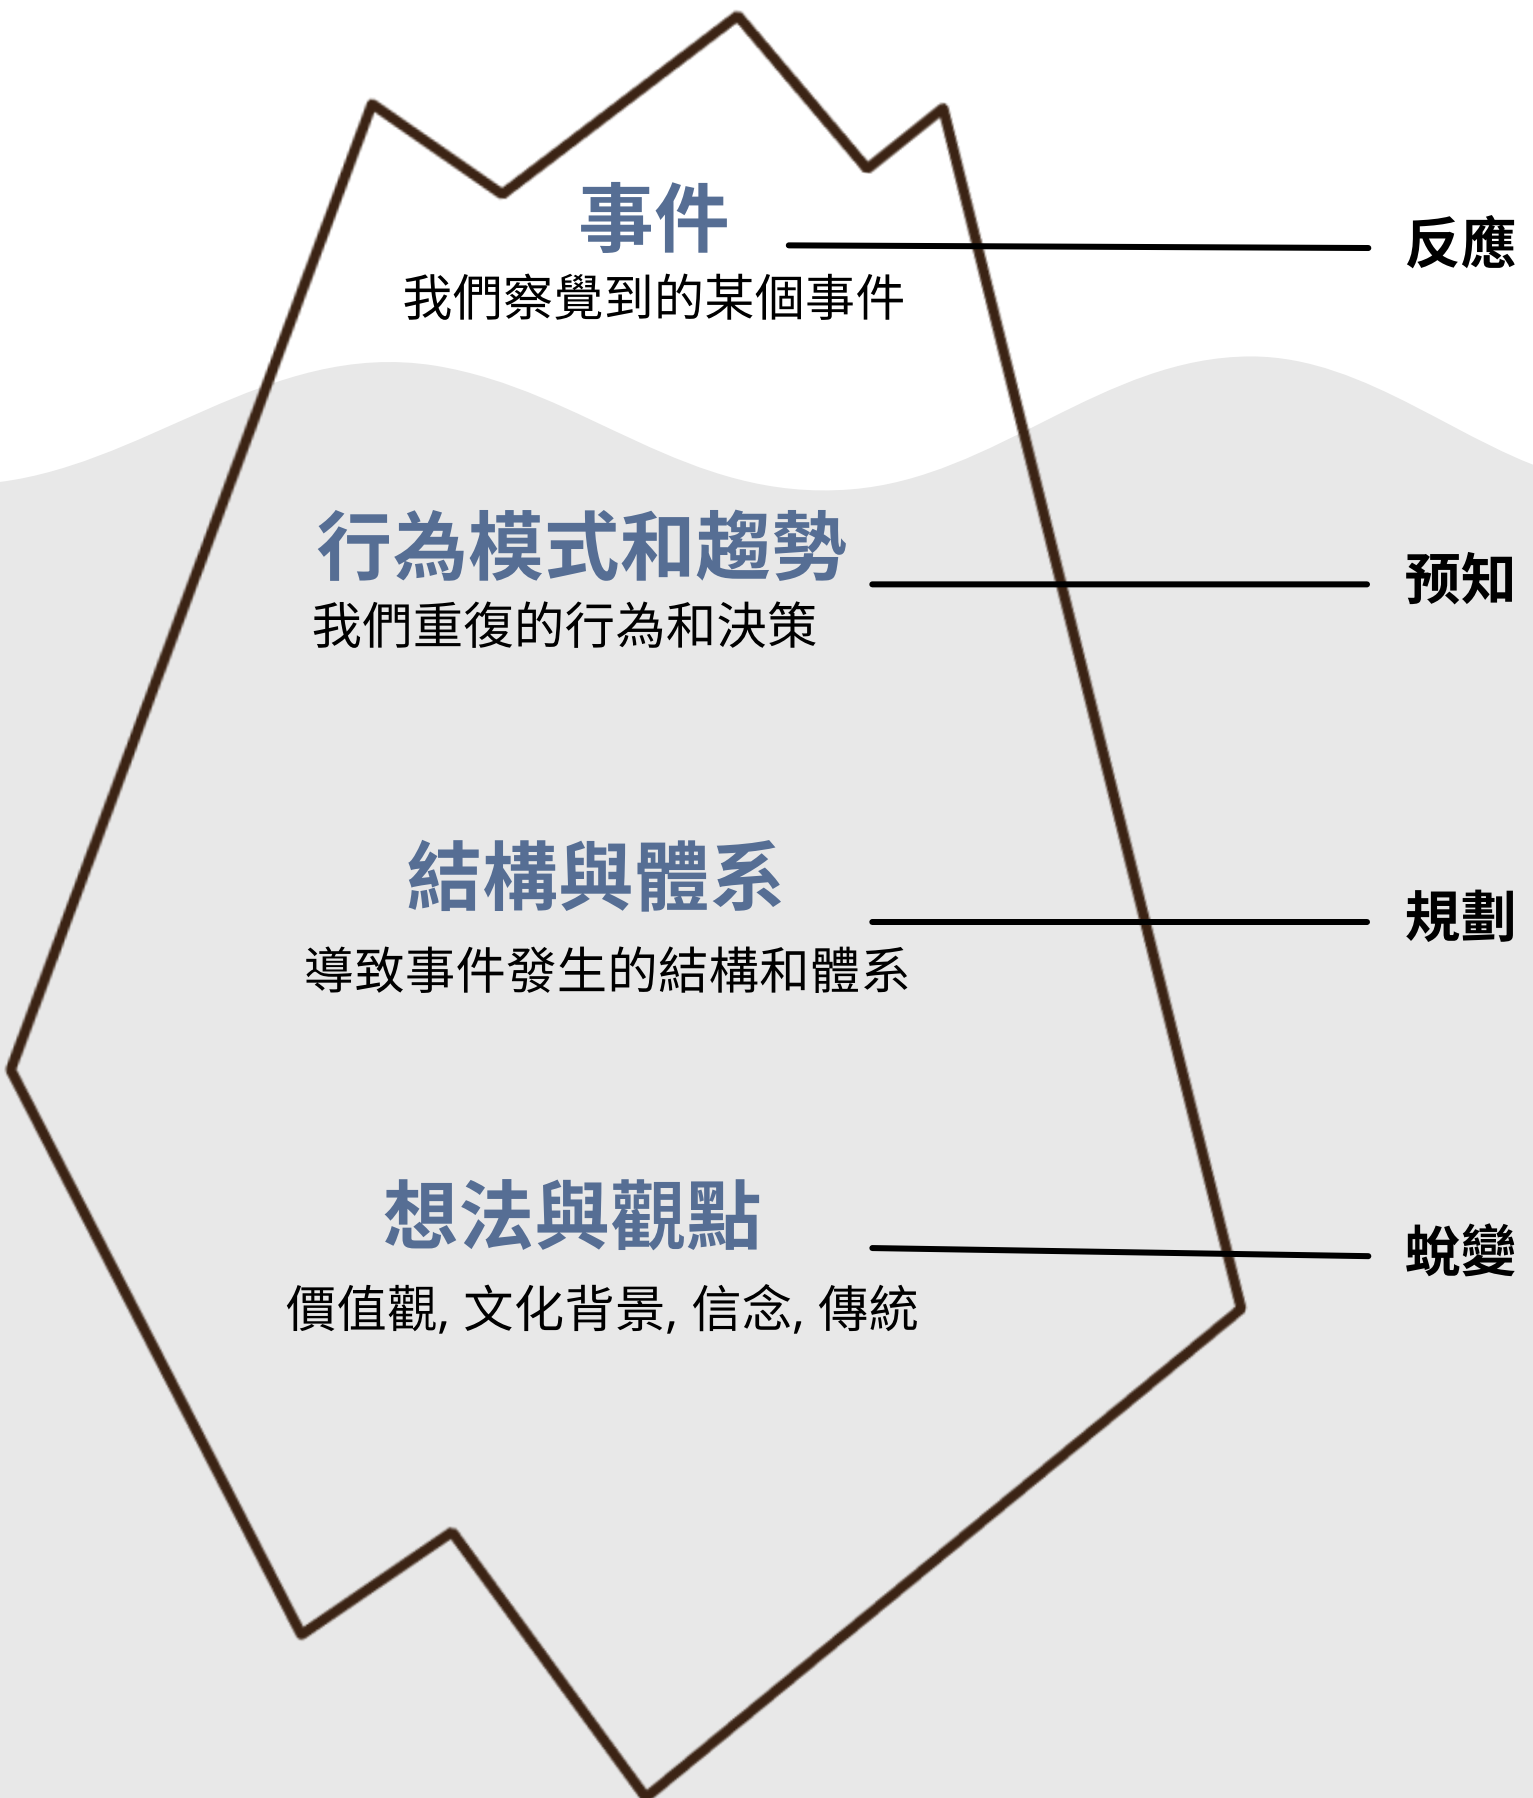 事件
反應
我們察覺到的某個事件
行為模式和趨勢
预知
我們重復的行為和決策
結構與體系
規劃
導致事件發生的結構和體系
想法與觀點
蛻變
價值觀, 文化背景, 信念, 傳統